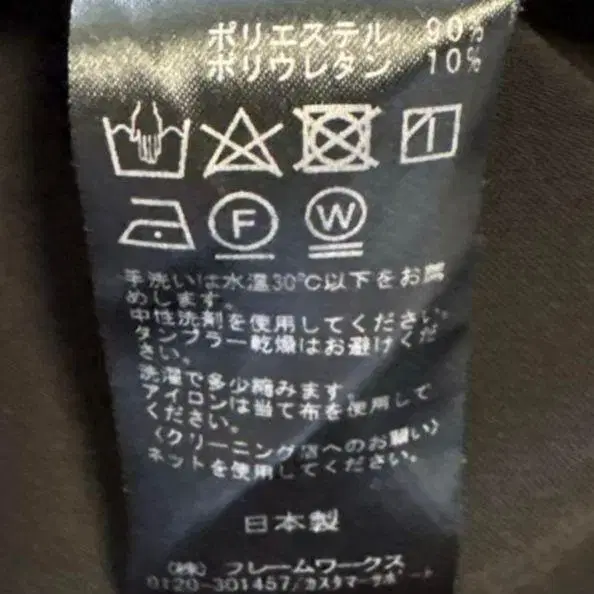 ポリエステル 90%
ポリウレタン 10%
F W
手洗いは水温30℃以下をお薦
めします。
中性洗剤を使用してください。
タンブラー乾燥はお避けくだ
さい。
洗濯で多少縮みます。
アイロンは当て布を使用して
ください。
〈クリーニング店へのお願い〉
ネットを使用してください。
日本製
(株) フレームワークス
0120-301457/カスタマーサポート